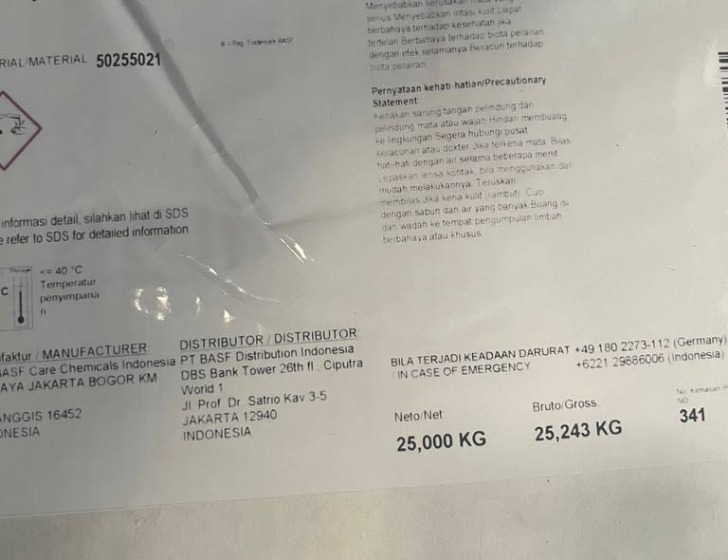 RIAL/MATERIAL 50255021
Reg. Trademark BASF
Menyebabkan kerusakan mata yang
serius Menyebabkan iritasi kulit Dapat
berbahaya terhadap kesehatan jika
tertelan Berbahaya terhadap biota perairan
dengan efek selamanya Beracun terhadap
biota perairan
Pernyataan kehati-hatian/Precautionary
Statement:
Kenakan sarung tangan pelindung dan
pelindung mata atau wajah Hindari membuang
ke lingkungan Segera hubungi pusat
keracunan atau dokter Jika terkena mata Bilas
hati-hati dengan air selama beberapa menit
Lepaskan lensa kontak, bila menggunakan dan
mudah melakukannya. Teruskan
membilas Jika kena kulit (rambut) Cuci
dengan sabun dan air yang banyak Buang isi
dan wadah ke tempat pengumpulan limbah
berbahaya atau khusus
informasi detail, silahkan lihat di SDS
e refer to SDS for detailed information
C
<= 40 °C
Temperatur
penyimpana
n
faktur / MANUFACTURER
BASF Care Chemicals Indonesia
RAYA JAKARTA BOGOR KM
ANGGIS 16452
ONESIA
DISTRIBUTOR / DISTRIBUTOR
PT BASF Distribution Indonesia
DBS Bank Tower 26th fl., Ciputra
World 1
Jl. Prof. Dr. Satrio Kav 3-5
JAKARTA 12940
INDONESIA
BILA TERJADI KEADAAN DARURAT +49 180 2273-112 (Germany)
/ IN CASE OF EMERGENCY +6221 29886006 (Indonesia)
Neto/Net
25,000 KG
Bruto/Gross
25,243 KG
No. Kemasan
NO
341